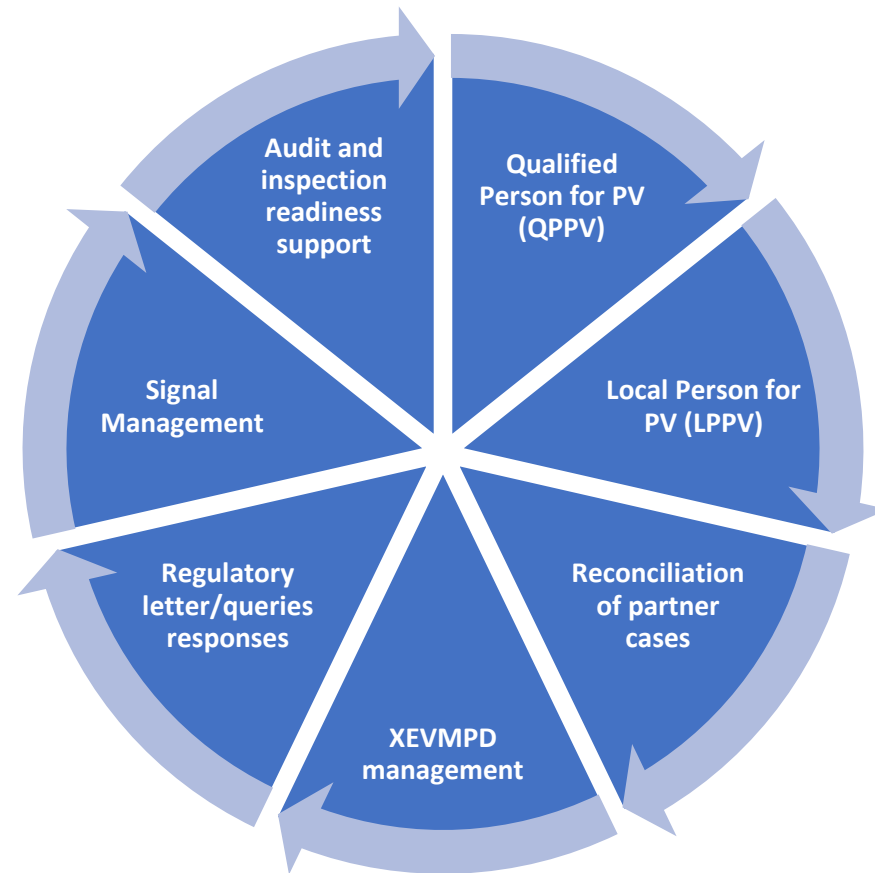 Qualified
Person for PV
(QPPV)
Local Person for
PV (LPPV)
Reconciliation
of partner
cases
XEVMPD
management
Regulatory
letter/queries
responses
Signal
Management
Audit and
inspection
readiness
support